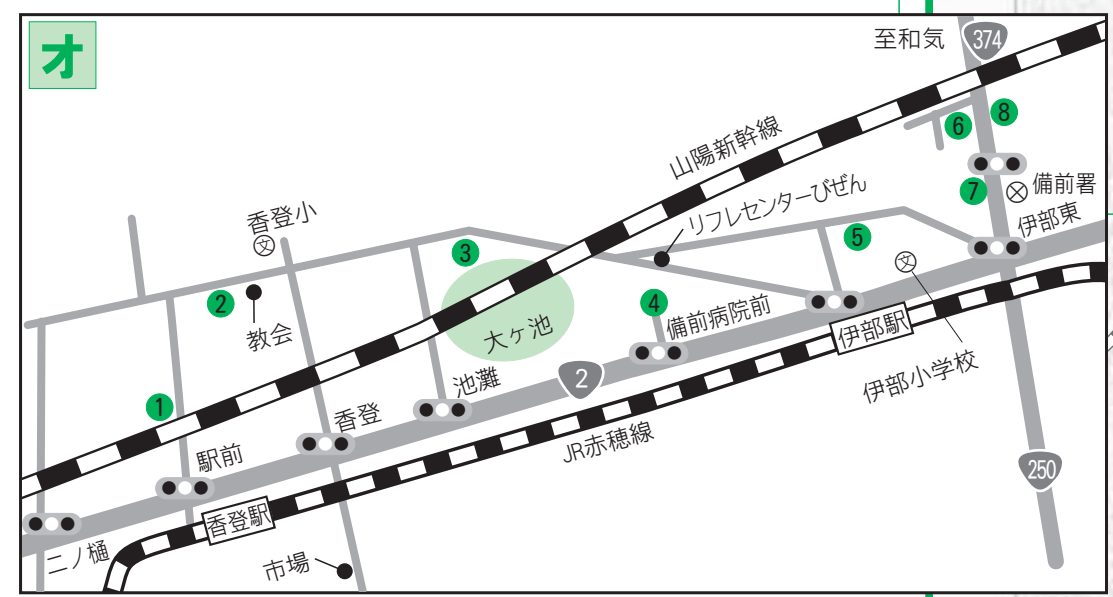 オ
至和気
374
山陽新幹線
6
8
7
備前署
香登小
文
リフレセンターびぜん
伊部東
3
5
文
2
教会
大ヶ池
4
備前病院前
伊部駅
伊部小学校
池灘
2
1
香登
JR赤穂線
駅前
250
香登駅
二ノ樋
市場